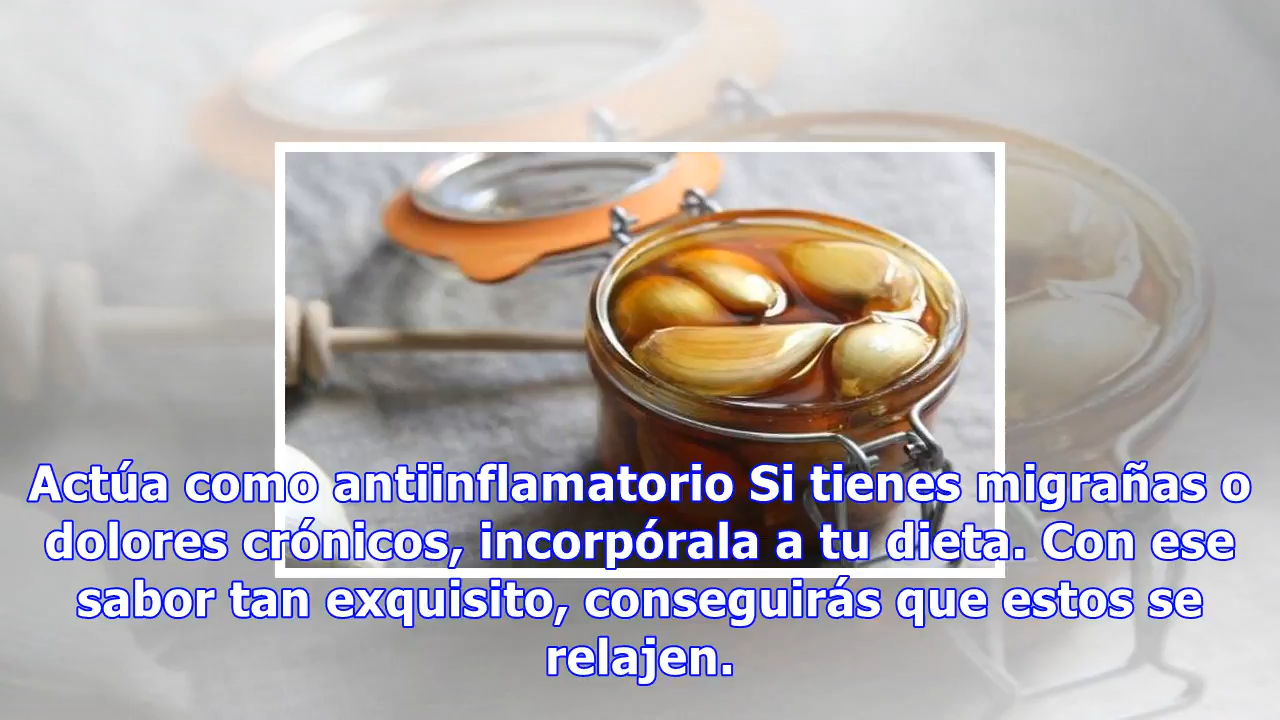 Actúa como antiinflamatorio Si tienes migrañas o
dolores crónicos, incorpórala a tu dieta. Con ese
sabor tan exquisito, conseguirás que estos se
relajen.